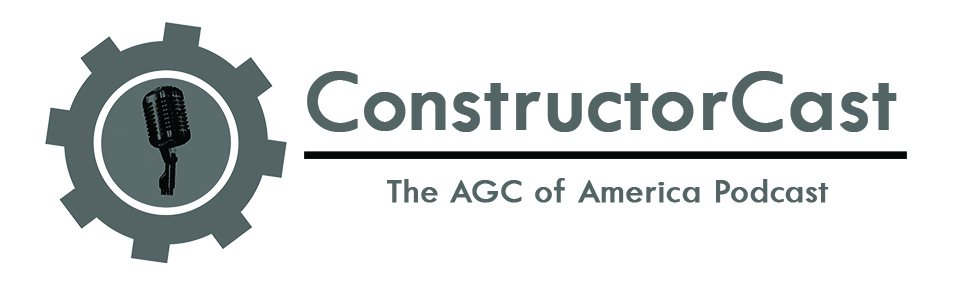 ConstructorCast
The AGC of America Podcast